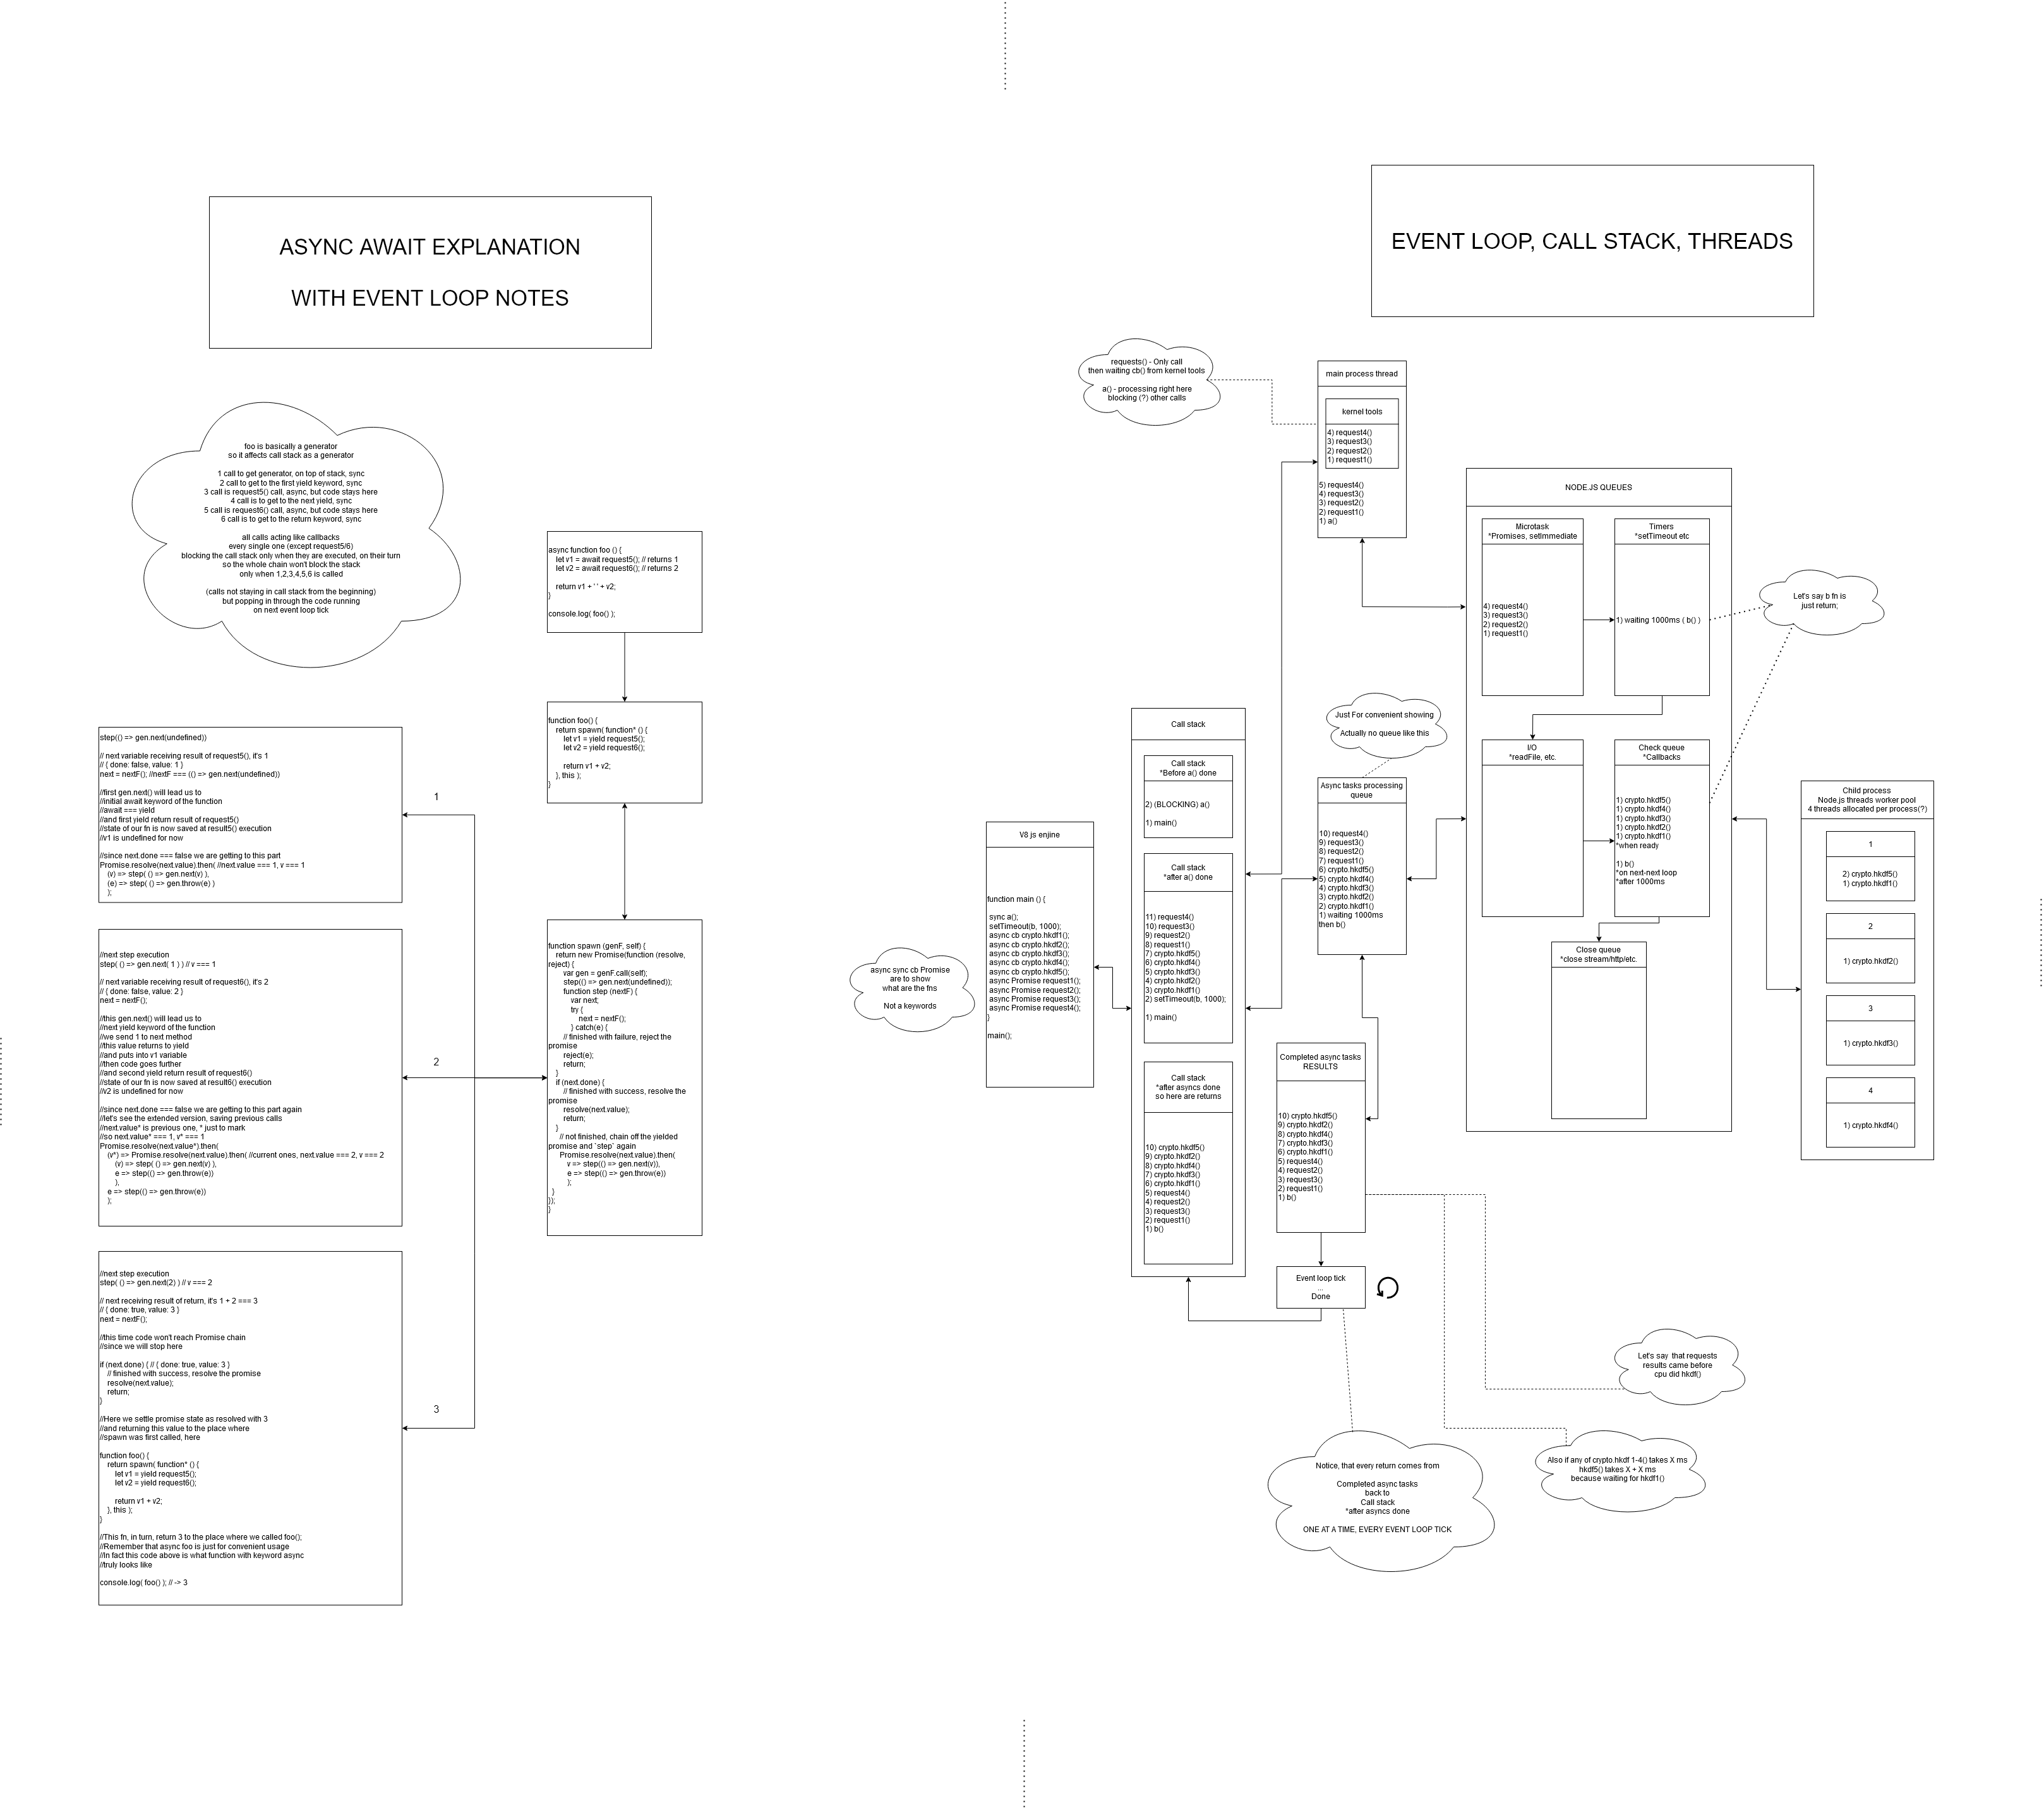 ASYNC AWAIT EXPLANATION
WITH EVENT LOOP NOTES
foo is basically a generator
so it affects call stack as a generator
1 call to get generator, on top of stack, sync
2 call to get to the first yield keyword, sync
3 call is request5() call, async, but code stays here
4 call is to get to the next yield, sync
5 call is request6() call, async, but code stays here
6 call is to get to the return keyword, sync
all calls acting like callbacks
every single one (except request5/6)
blocking the call stack only when they are executed, on their turn
so the whole chain won't block the stack
only when 1,2,3,4,5,6 is called
(calls not staying in call stack from the beginning)
but popping in through the code running
on next event loop tick
async function foo () {
let v1 = await request5(); // returns 1
let v2 = await request6(); // returns 2
return v1 + ' ' + v2;
}
console.log( foo() );
function foo() {
return spawn( function* () {
let v1 = yield request5();
let v2 = yield request6();
return v1 + v2;
}, this );
}
function spawn (genF, self) {
return new Promise(function (resolve,
reject) {
var gen = genF.call(self);
step(() => gen.next(undefined));
function step (nextF) {
var next;
try {
next = nextF();
} catch(e) {
// finished with failure, reject the
promise
reject(e);
return;
}
if (next.done) {
// finished with success, resolve the
promise
resolve(next.value);
return;
}
// not finished, chain off the yielded
promise and `step` again
Promise.resolve(next.value).then(
v => step(() => gen.next(v)),
e => step(() => gen.throw(e))
);
}
});
}
1
step(() => gen.next(undefined))
// next variable receiving result of request5(), it's 1
// { done: false, value: 1 }
next = nextF(); //nextF === (() => gen.next(undefined))
//first gen.next() will lead us to
//initial await keyword of the function
//await === yield
//and first yield return result of request5()
//state of our fn is now saved at result5() execution
//v1 is undefined for now
//since next.done === false we are getting to this part
Promise.resolve(next.value).then( //next.value === 1, v === 1
(v) => step( () => gen.next(v) ),
(e) => step( () => gen.throw(e) )
);
2
//next step execution
step( () => gen.next( 1 ) ) // v === 1
// next variable receiving result of request6(), it's 2
// { done: false, value: 2 }
next = nextF();
//this gen.next() will lead us to
//next yield keyword of the function
//we send 1 to next method
//this value returns to yield
//and puts into v1 variable
//then code goes further
//and second yield return result of request6()
//state of our fn is now saved at result6() execution
//v2 is undefined for now
//since next.done === false we are getting to this part again
//let's see the extended version, saving previous calls
//next.value* is previous one, * just to mark
//so next.value* === 1, v* === 1
Promise.resolve(next.value*).then(
(v*) => Promise.resolve(next.value).then( //current ones, next.value === 2, v === 2
(v) => step( () => gen.next(v) ),
e => step(() => gen.throw(e))
),
e => step(() => gen.throw(e))
);
3
//next step execution
step( () => gen.next(2) ) // v === 2
// next receiving result of return, it's 1 + 2 === 3
// { done: true, value: 3 }
next = nextF();
//this time code won't reach Promise chain
//since we will stop here
if (next.done) { // { done: true, value: 3 }
// finished with success, resolve the promise
resolve(next.value);
return;
}
//Here we settle promise state as resolved with 3
//and returning this value to the place where
//spawn was first called, here
function foo() {
return spawn( function* () {
let v1 = yield request5();
let v2 = yield request6();
return v1 + v2;
}, this );
}
//This fn, in turn, return 3 to the place where we called foo();
//Remember that async foo is just for convenient usage
//In fact this code above is what function with keyword async
//truly looks like
console.log( foo() ); // -> 3
EVENT LOOP, CALL STACK, THREADS
requests() - Only call
then waiting cb() from kernel tools
a() - processing right here
blocking (?) other calls
main process thread
kernel tools
4) request4()
3) request3()
2) request2()
1) request1()
5) request4()
4) request3()
3) request2()
2) request1()
1) a()
NODE.JS QUEUES
Microtask
*Promises, setImmediate
4) request4()
3) request3()
2) request2()
1) request1()
Timers
*setTimeout etc
1) waiting 1000ms ( b() )
Let's say b fn is
just return;
I/O
*readFile, etc.
Check queue
*Callbacks
1) crypto.hkdf5()
1) crypto.hkdf4()
1) crypto.hkdf3()
1) crypto.hkdf2()
1) crypto.hkdf1()
*when ready
1) b()
*on next-next loop
*after 1000ms
Close queue
*close stream/http/etc.
Child process
Node.js threads worker pool
4 threads allocated per process(?)
1
2) crypto.hkdf5()
1) crypto.hkdf1()
2
1) crypto.hkdf2()
3
1) crypto.hkdf3()
4
1) crypto.hkdf4()
Just For convenient showing
Actually no queue like this
Async tasks processing
queue
10) request4()
9) request3()
8) request2()
7) request1()
6) crypto.hkdf5()
5) crypto.hkdf4()
4) crypto.hkdf3()
3) crypto.hkdf2()
2) crypto.hkdf1()
1) waiting 1000ms
then b()
Call stack
Call stack
*Before a() done
2) (BLOCKING) a()
1) main()
Call stack
*after a() done
11) request4()
10) request3()
9) request2()
8) request1()
7) crypto.hkdf5()
6) crypto.hkdf4()
5) crypto.hkdf3()
4) crypto.hkdf2()
3) crypto.hkdf1()
2) setTimeout(b, 1000);
1) main()
Call stack
*after asyncs done
so here are returns
10) crypto.hkdf5()
9) crypto.hkdf2()
8) crypto.hkdf4()
7) crypto.hkdf3()
6) crypto.hkdf1()
5) request4()
4) request2()
3) request3()
2) request1()
1) b()
V8 js enjine
function main () {
sync a();
setTimeout(b, 1000);
async cb crypto.hkdf1();
async cb crypto.hkdf2();
async cb crypto.hkdf3();
async cb crypto.hkdf4();
async cb crypto.hkdf5();
async Promise request1();
async Promise request2();
async Promise request3();
async Promise request4();
}
main();
async sync cb Promise
are to show
what are the fns
Not a keywords
Completed async tasks
RESULTS
10) crypto.hkdf5()
9) crypto.hkdf2()
8) crypto.hkdf4()
7) crypto.hkdf3()
6) crypto.hkdf1()
5) request4()
4) request2()
3) request3()
2) request1()
1) b()
Event loop tick
...
Done
Let's say that requests
results came before
cpu did hkdf()
Also if any of crypto.hkdf 1-4() takes X ms
hkdf5() takes X + X ms
because waiting for hkdf1()
Notice, that every return comes from
Completed async tasks
back to
Call stack
*after asyncs done
ONE AT A TIME, EVERY EVENT LOOP TICK